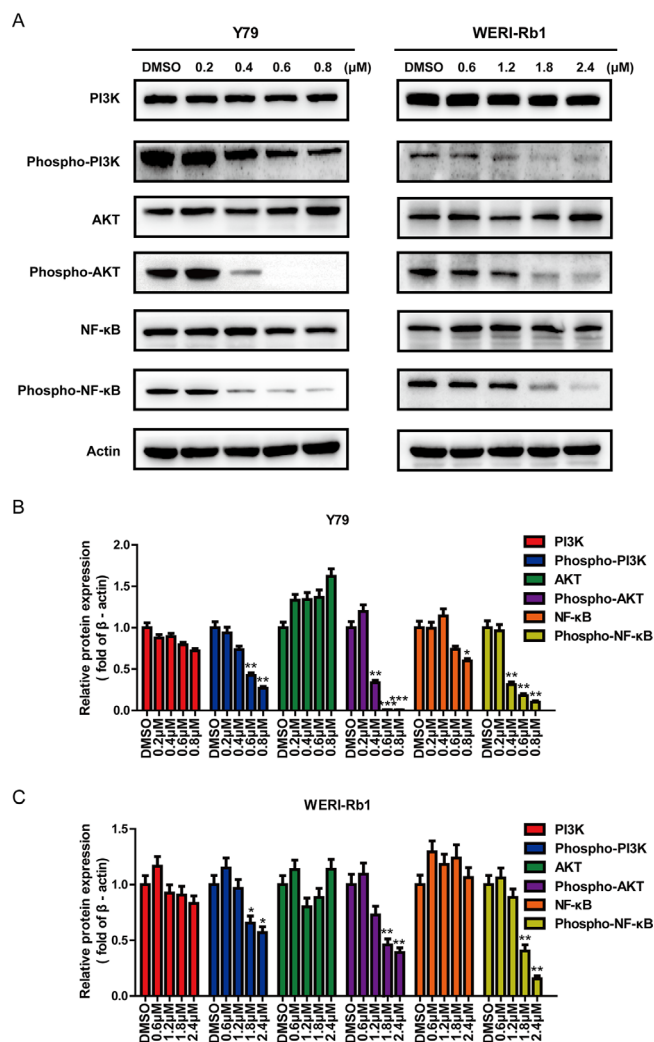 A
Y79
WERI-Rb1
DMSO 0.2 0.4 0.6 0.8 (μM)
DMSO 0.6 1.2 1.8 2.4 (μM)
PI3K
Phospho-PI3K
AKT
Phospho-AKT
NF-κB
Phospho-NF-κB
Actin
B
Y79
Relative protein expression
( fold of β - actin)
2.0
1.5
1.0
0.5
0.0
** ** ** *** *** * ** ** **
DMSO 0.2μM 0.4μM 0.6μM 0.8μM DMSO 0.2μM 0.4μM 0.6μM 0.8μM DMSO 0.2μM 0.4μM 0.6μM 0.8μM DMSO 0.2μM 0.4μM 0.6μM 0.8μM DMSO 0.2μM 0.4μM 0.6μM 0.8μM DMSO 0.2μM 0.4μM 0.6μM 0.8μM
PI3K
Phospho-PI3K
AKT
Phospho-AKT
NF-κB
Phospho-NF-κB
C
WERI-Rb1
Relative protein expression
( fold of β - actin)
1.5
1.0
0.5
0.0
* * ** ** ** **
DMSO 0.6μM 1.2μM 1.8μM 2.4μM DMSO 0.6μM 1.2μM 1.8μM 2.4μM DMSO 0.6μM 1.2μM 1.8μM 2.4μM DMSO 0.6μM 1.2μM 1.8μM 2.4μM DMSO 0.6μM 1.2μM 1.8μM 2.4μM DMSO 0.6μM 1.2μM 1.8μM 2.4μM
PI3K
Phospho-PI3K
AKT
Phospho-AKT
NF-κB
Phospho-NF-κB